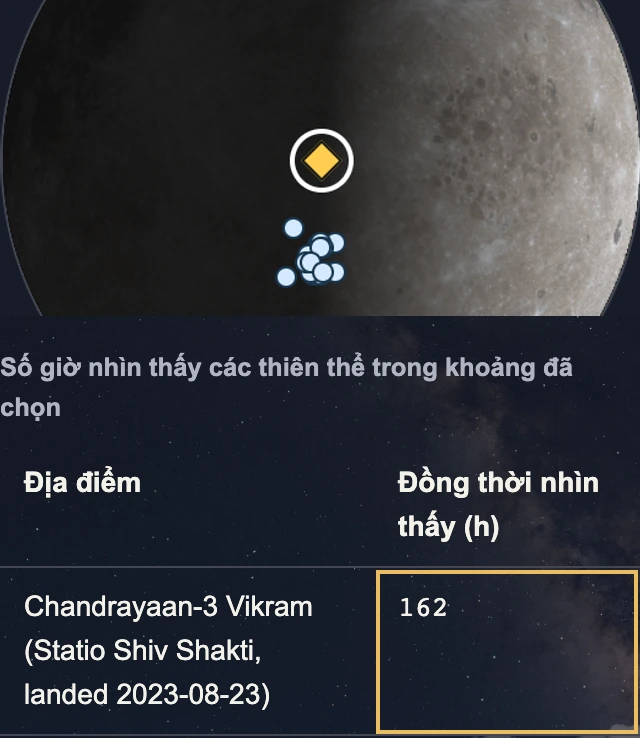 Số giờ nhìn thấy các thiên thể trong khoảng đã
chọn
Địa điểm
Đồng thời nhìn
thấy (h)
Chandrayaan-3 Vikram
(Statio Shiv Shakti,
landed 2023-08-23)
162